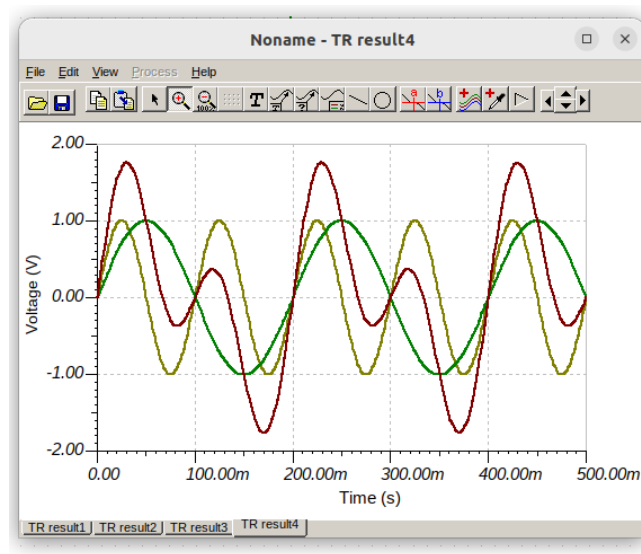 Noname - TR result4
File Edit View Process Help
T
100%
T
?
a
b
2.00
1.00
Voltage (V)
0.00
-1.00
-2.00
0.00 100.00m 200.00m 300.00m 400.00m 500.00m
Time (s)
TR result1 TR result2 TR result3 TR result4